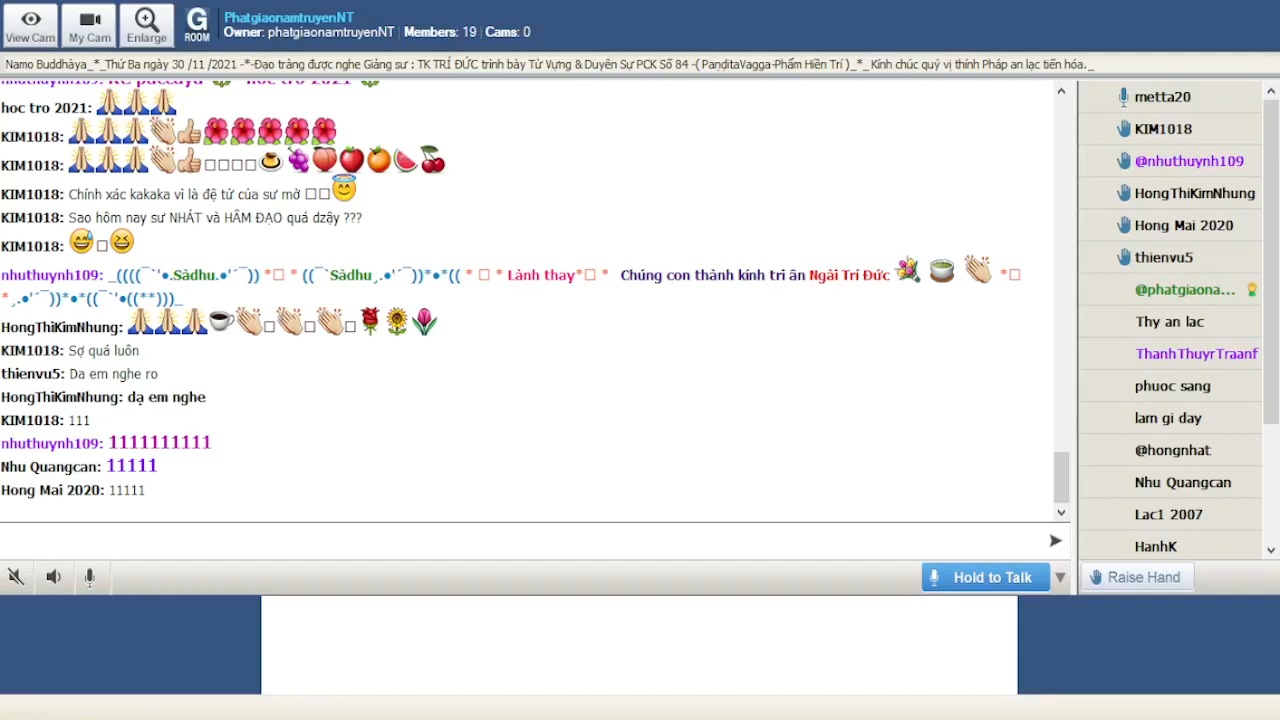 View Cam
My Cam
Enlarge
G ROOM
PhatgiaonamtruyenNT
Owner: phatgiaonamtruyenNT | Members: 19 | Cams: 0
Namo Buddhàya_*_Thứ Ba ngày 30 /11 /2021 -*-Đạo tràng được nghe Giảng sư : TK TRÍ ĐỨC trình bày Từ Vựng & Duyên Sự PCK Số 84 -( PaṇḍitaVagga-Phẩm Hiền Trí )_*_ Kính chúc quý vị thính Pháp an lạc tiến hóa._
hoc tro 2021: 🙏🙏🙏
KIM1018: 🙏🙏🙏👏👍🌺🌺🌺🌺🌺
KIM1018: 🙏🙏🙏👏👍□□□□🍮🍇🍑🍎🍊🍉🍒
KIM1018: Chính xác kakaka vì là đệ tử của sư mờ □□😇
KIM1018: Sao hôm nay sư NHÁT và HÂM ĐẠO quá dzậy ???
KIM1018: 😅□😆
nhuthuynh109: _((((¯`'●.Sàdhu.●'´¯)) *□ * ((¯`Sàdhu¸.●'´¯))*●*(( * □ * Lành thay*□ * Chúng con thành kính tri ân Ngài Trí Đức 💐 🍵 👏 *□
* ¸.●'´¯))*●*((¯`'●((**)))_
HongThiKimNhung: 🙏🙏🙏☕👏□👏□👏□🌹🌻🌷
KIM1018: Sợ quá luôn
thienvu5: Da em nghe ro
HongThiKimNhung: dạ em nghe
KIM1018: 111
nhuthuynh109: 1111111111
Nhu Quangcan: 11111
Hong Mai 2020: 11111
Hold to Talk
metta20
KIM1018
@nhuthuynh109
HongThiKimNhung
Hong Mai 2020
thienvu5
@phatgiaona...
Thy an lac
ThanhThuyrTraanf
phuoc sang
lam gi day
@hongnhat
Nhu Quangcan
Lac1 2007
HanhK
Raise Hand